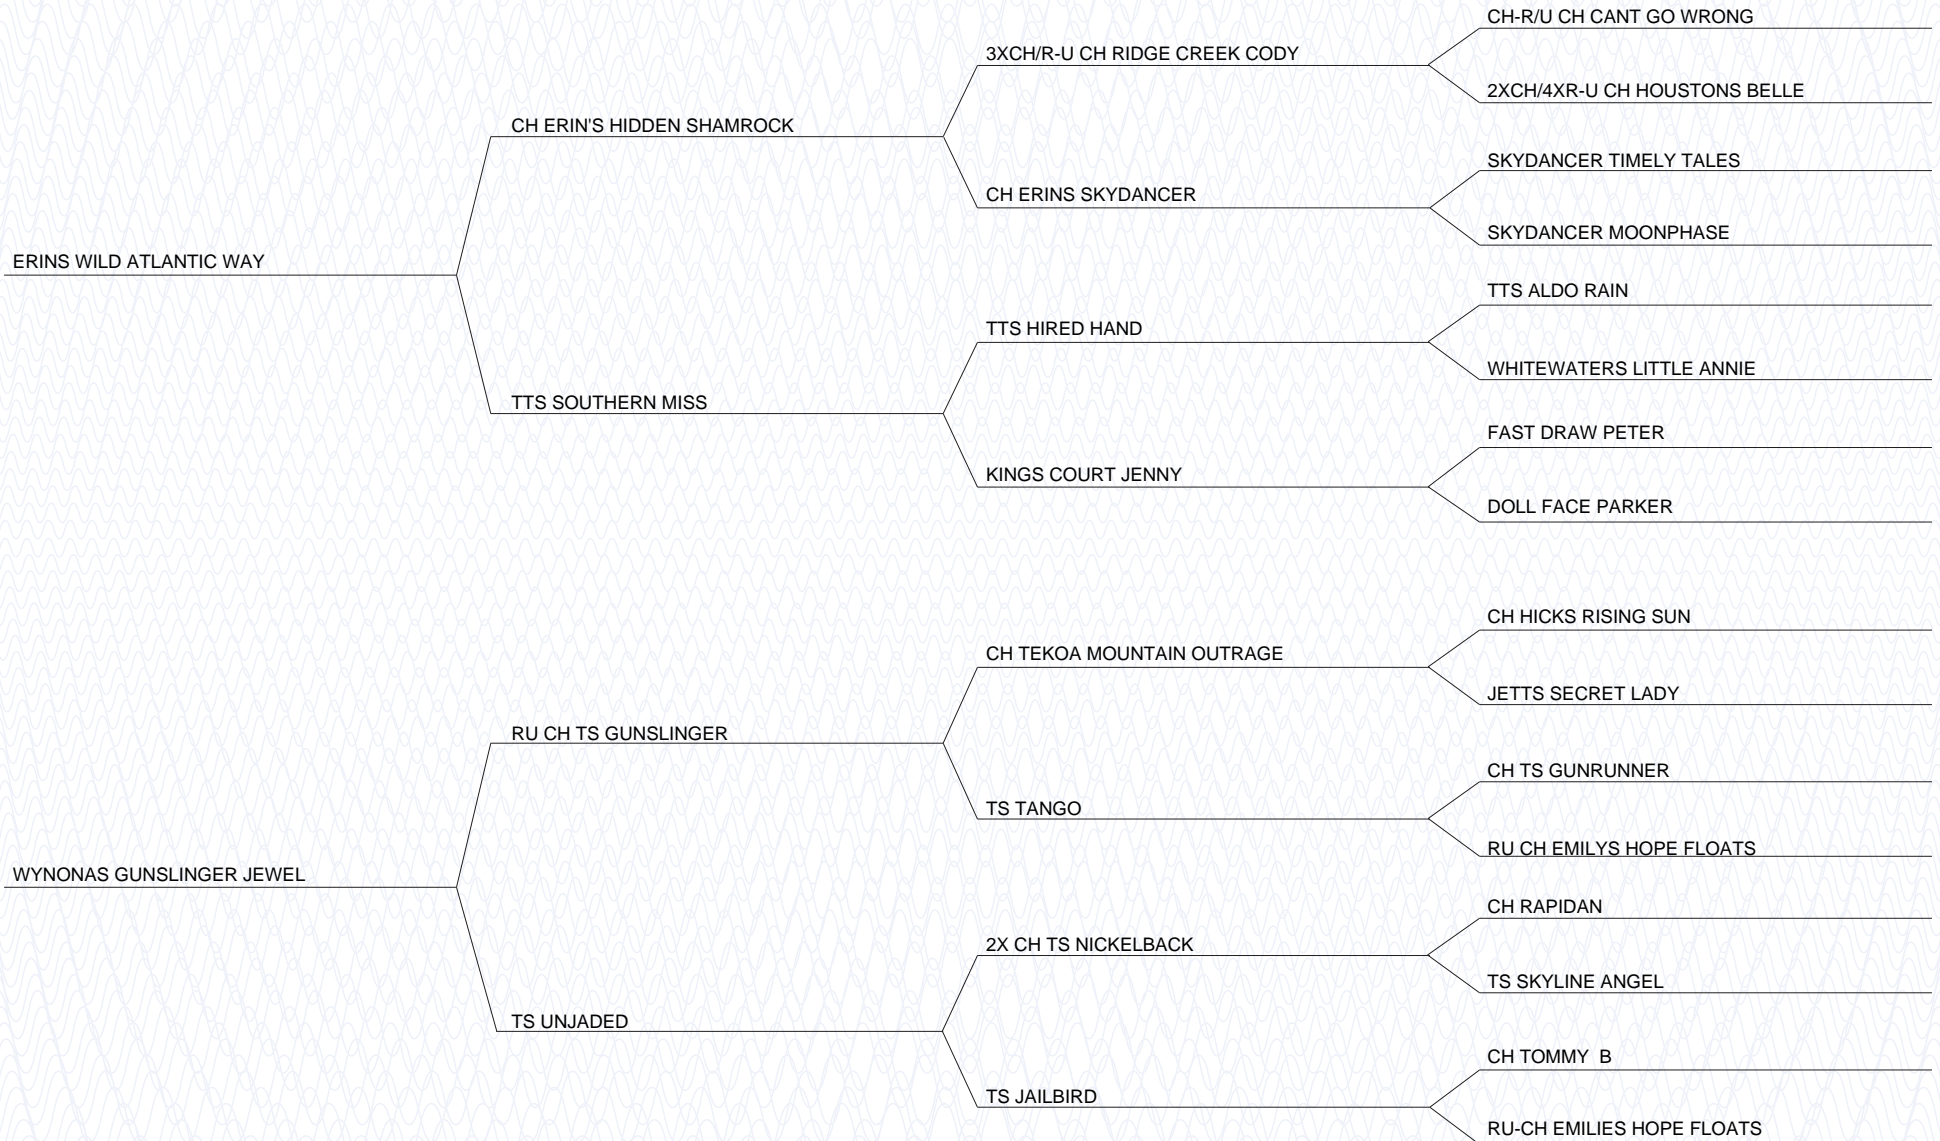 CH-R/U CH CANT GO WRONG
3XCH/R-U CH RIDGE CREEK CODY
2XCH/4XR-U CH HOUSTONS BELLE
CH ERIN'S HIDDEN SHAMROCK
SKYDANCER TIMELY TALES
CH ERINS SKYDANCER
SKYDANCER MOONPHASE
ERINS WILD ATLANTIC WAY
TTS ALDO RAIN
TTS HIRED HAND
WHITEWATERS LITTLE ANNIE
TTS SOUTHERN MISS
FAST DRAW PETER
KINGS COURT JENNY
DOLL FACE PARKER
CH HICKS RISING SUN
CH TEKOA MOUNTAIN OUTRAGE
JETTS SECRET LADY
RU CH TS GUNSLINGER
CH TS GUNRUNNER
TS TANGO
RU CH EMILYS HOPE FLOATS
WYNONAS GUNSLINGER JEWEL
CH RAPIDAN
2X CH TS NICKELBACK
TS SKYLINE ANGEL
TS UNJADED
CH TOMMY  B
TS JAILBIRD
RU-CH EMILIES HOPE FLOATS